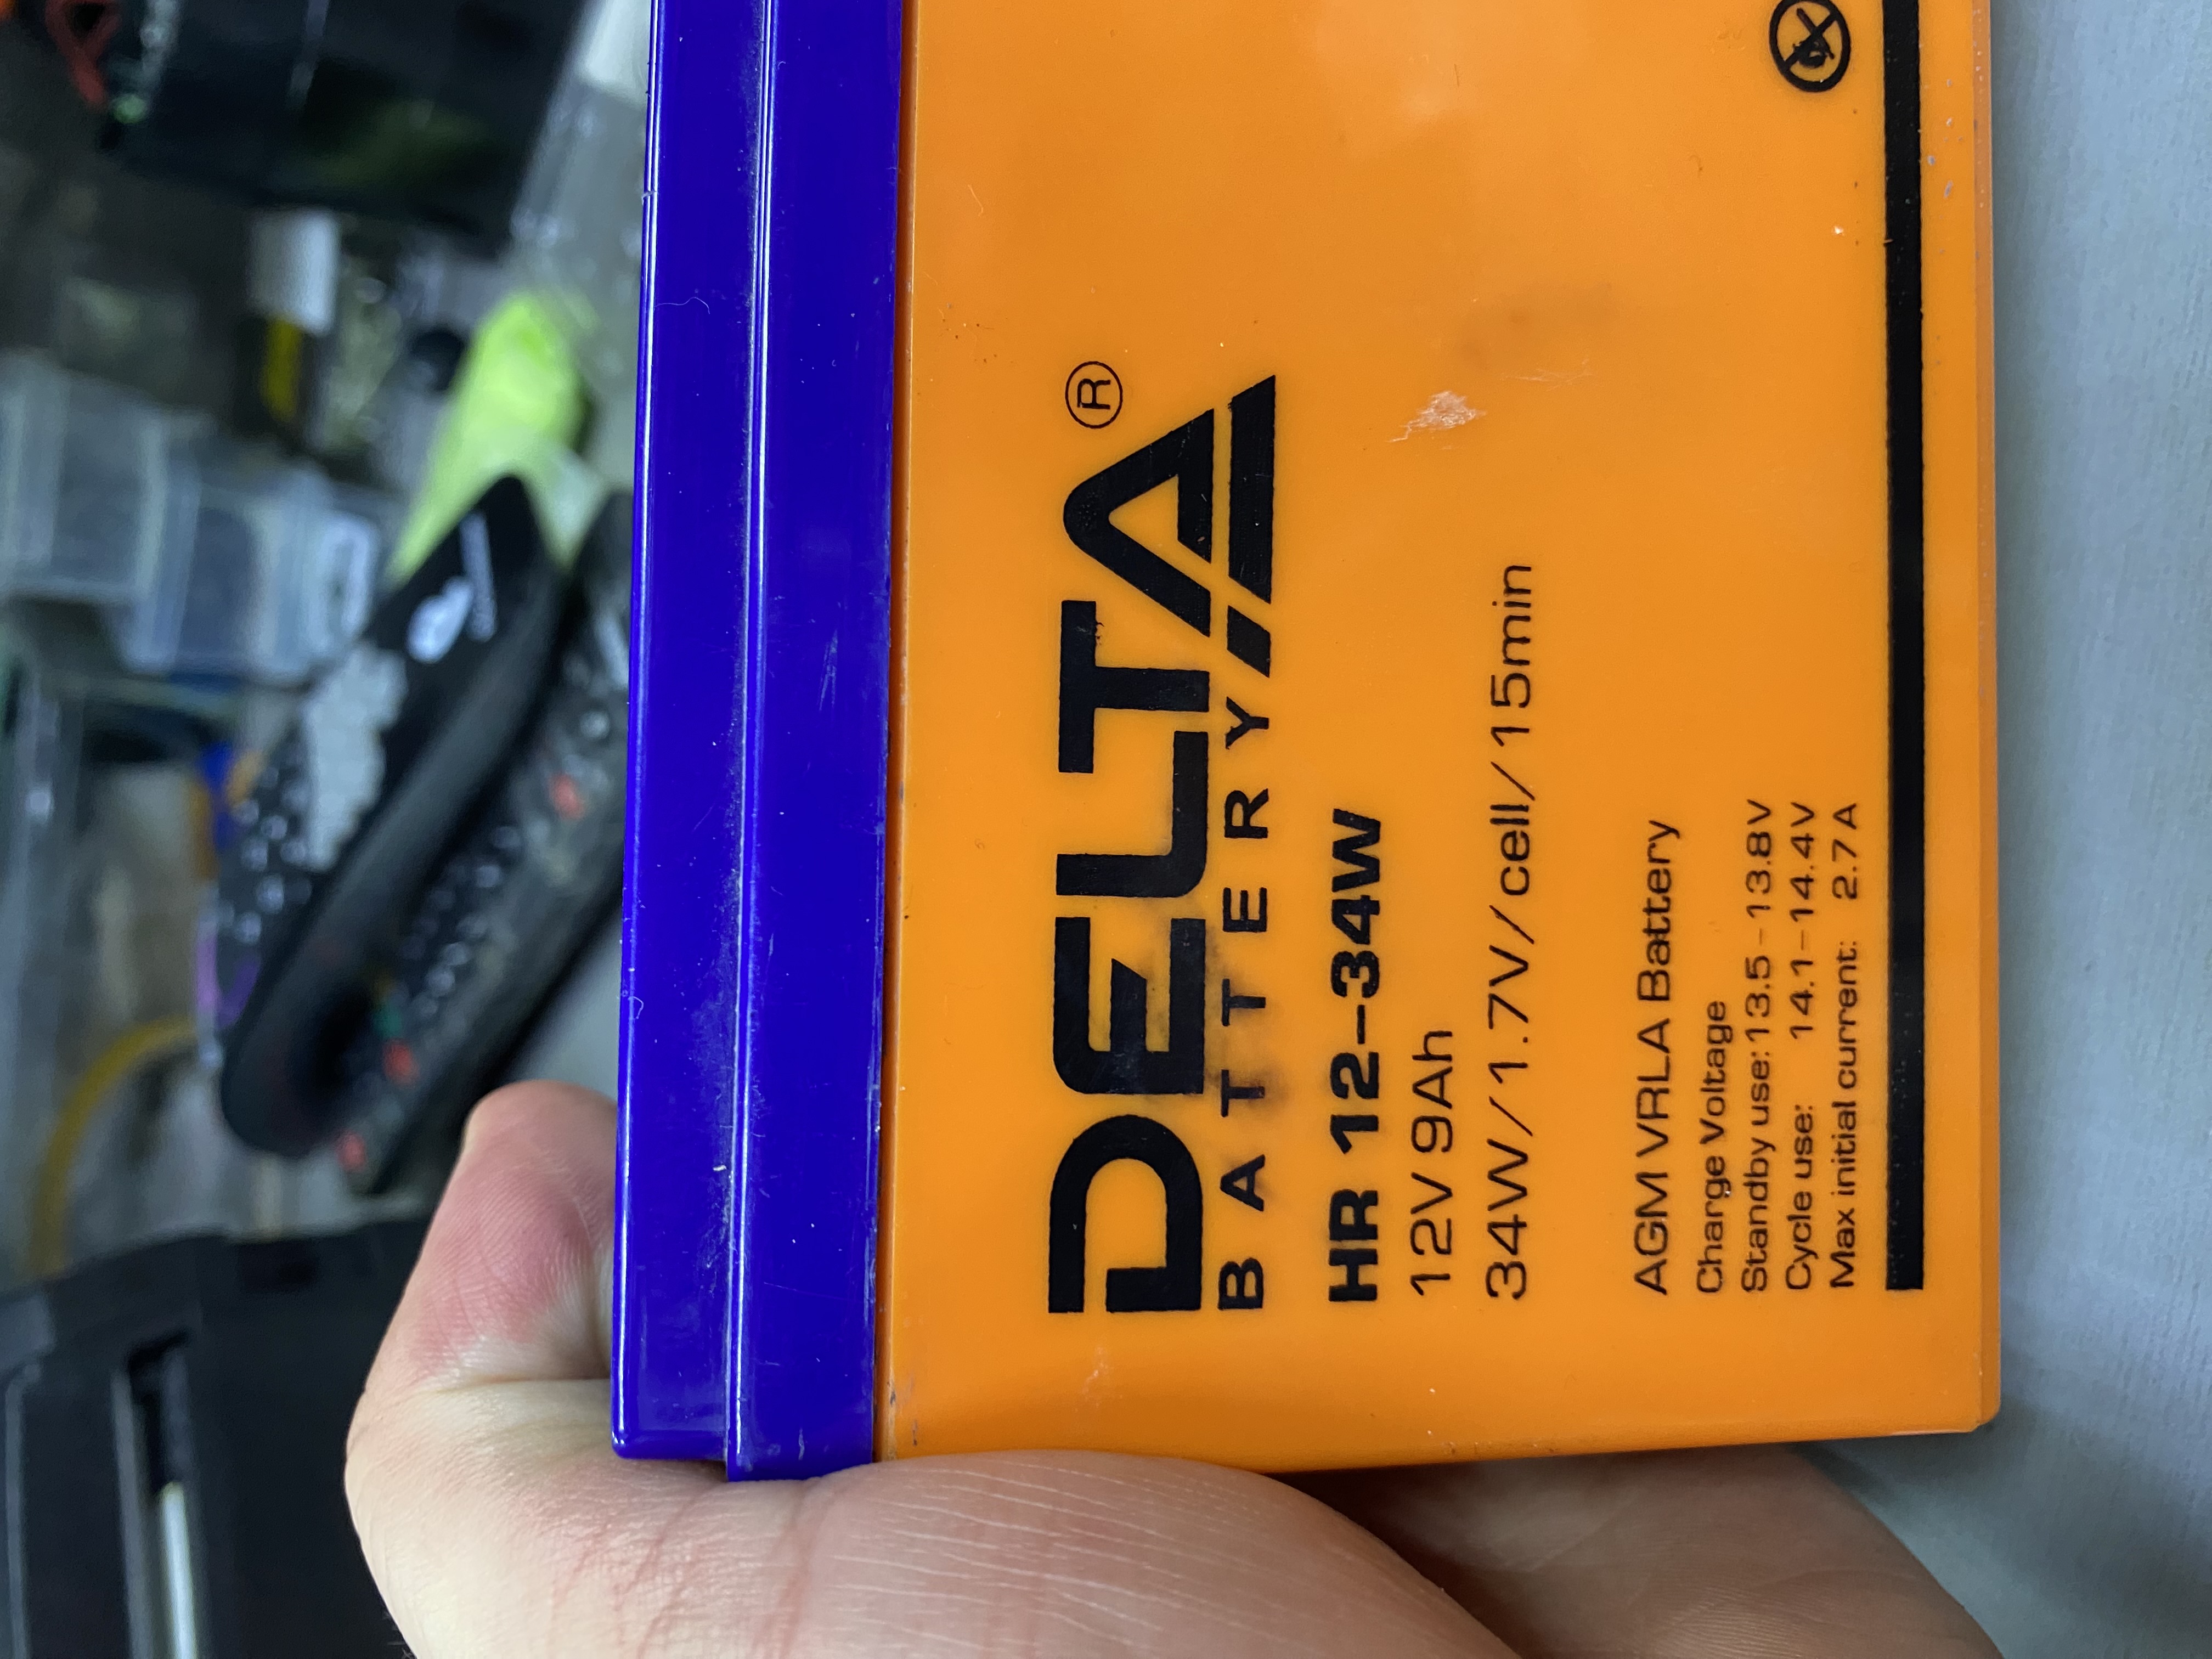 DELTA®
BATTERY
HR 12-34W
12V 9Ah
34W/1.7V/cell/15min
AGM VRLA Battery
Charge Voltage
Standby use: 13.5-13.8V
Cycle use: 14.1-14.4V
Max initial current: 2.7A